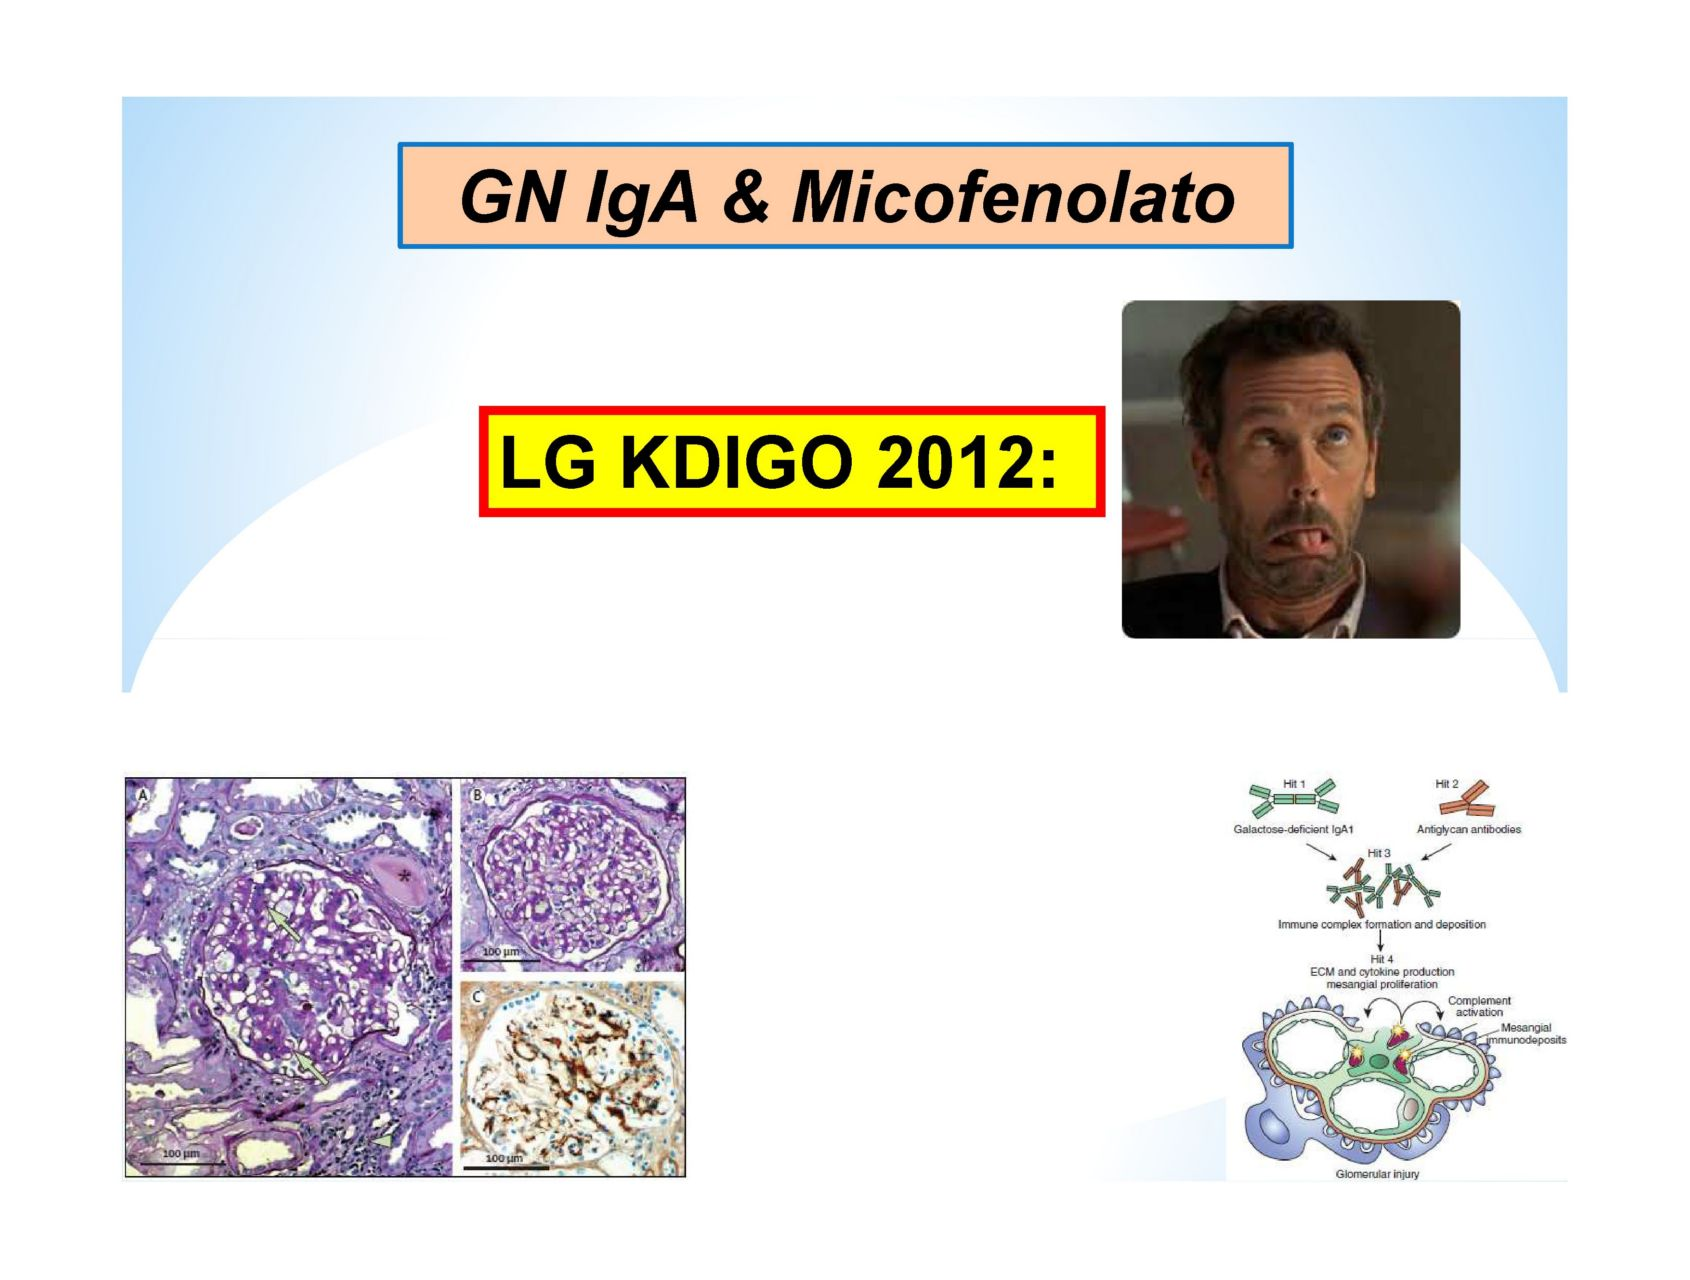 GN IgA & Micofenolato
LG KDIGO 2012:
A
*
100 µm
B
100 µm
C
100 µm
Hit 1
Galactose-deficient IgA1
Hit 2
Antiglycan antibodies
Hit 3
Immune complex formation and deposition
Hit 4
ECM and cytokine production
mesangial proliferation
Complement
activation
Mesangial
immunodeposits
Glomerular injury